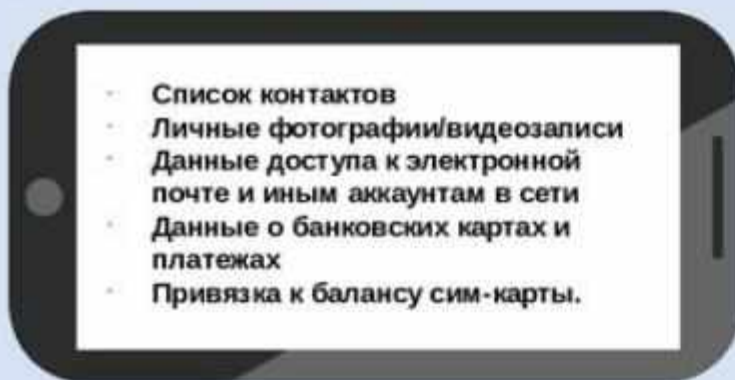 · Список контактов
· Личные фотографии/видеозаписи
· Данные доступа к электронной
почте и иным аккаунтам в сети
· Данные о банковских картах и
платежах
· Привязка к балансу сим-карты.